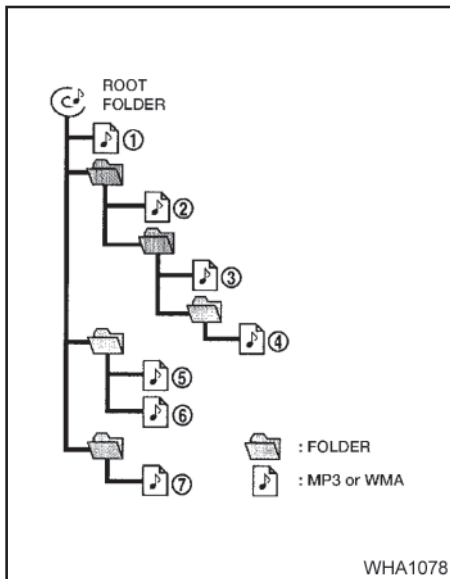 ROOT
FOLDER
①
②
③
④
⑤
⑥
: FOLDER
⑦
: MP3 or WMA
WHA1078